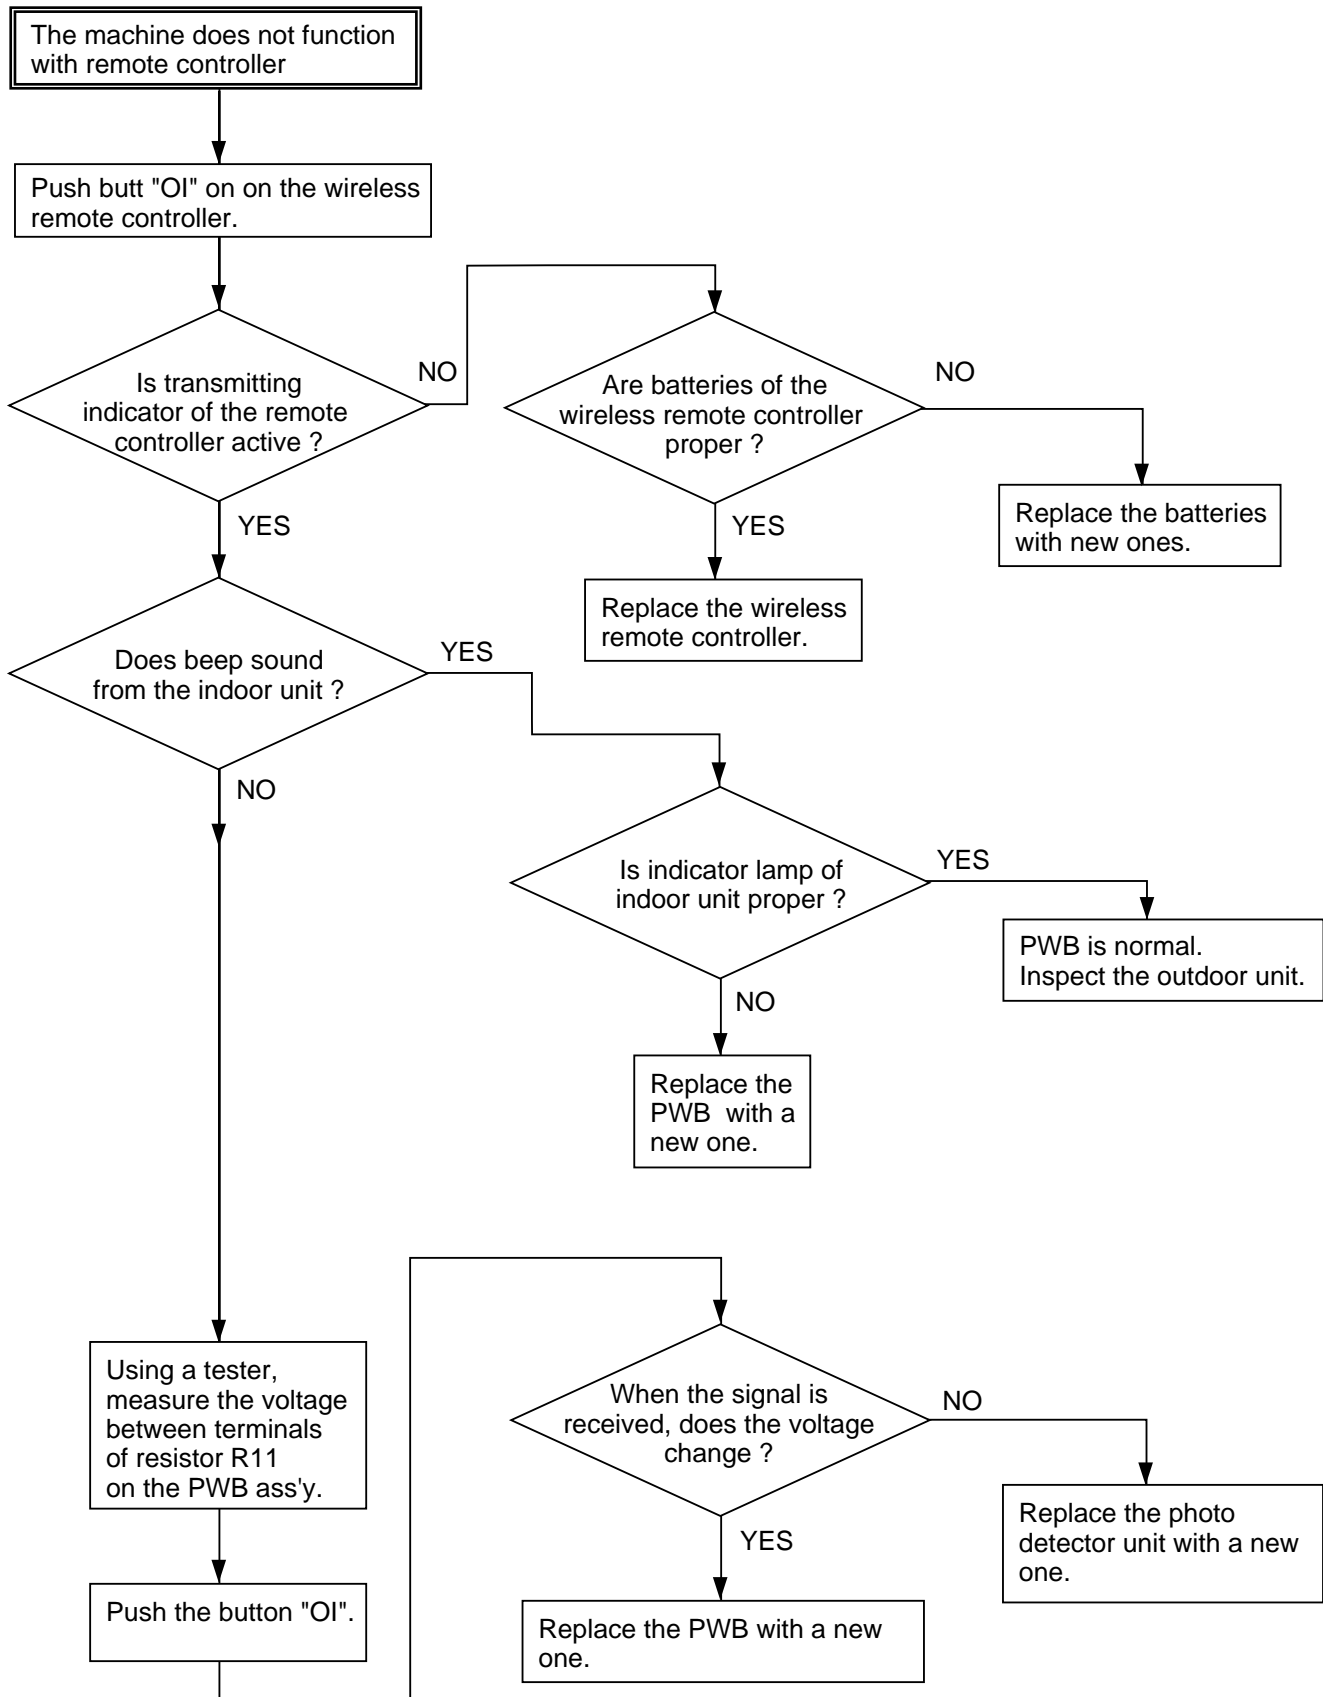 The machine does not function
with remote controller
Push butt "OI" on on the wireless
remote controller.
Is transmitting
indicator of the remote
controller active ?
NO
YES
Are batteries of the
wireless remote controller
proper ?
NO
YES
Replace the batteries
with new ones.
Replace the wireless
remote controller.
Does beep sound
from the indoor unit ?
YES
NO
Is indicator lamp of
indoor unit proper ?
YES
NO
PWB is normal.
Inspect the outdoor unit.
Replace the
PWB  with a
new one.
Using a tester,
measure the voltage
between terminals
of resistor R11
on the PWB ass'y.
Push the button "OI".
When the signal is
received, does the voltage
change ?
NO
YES
Replace the photo
detector unit with a new
one.
Replace the PWB with a new
one.